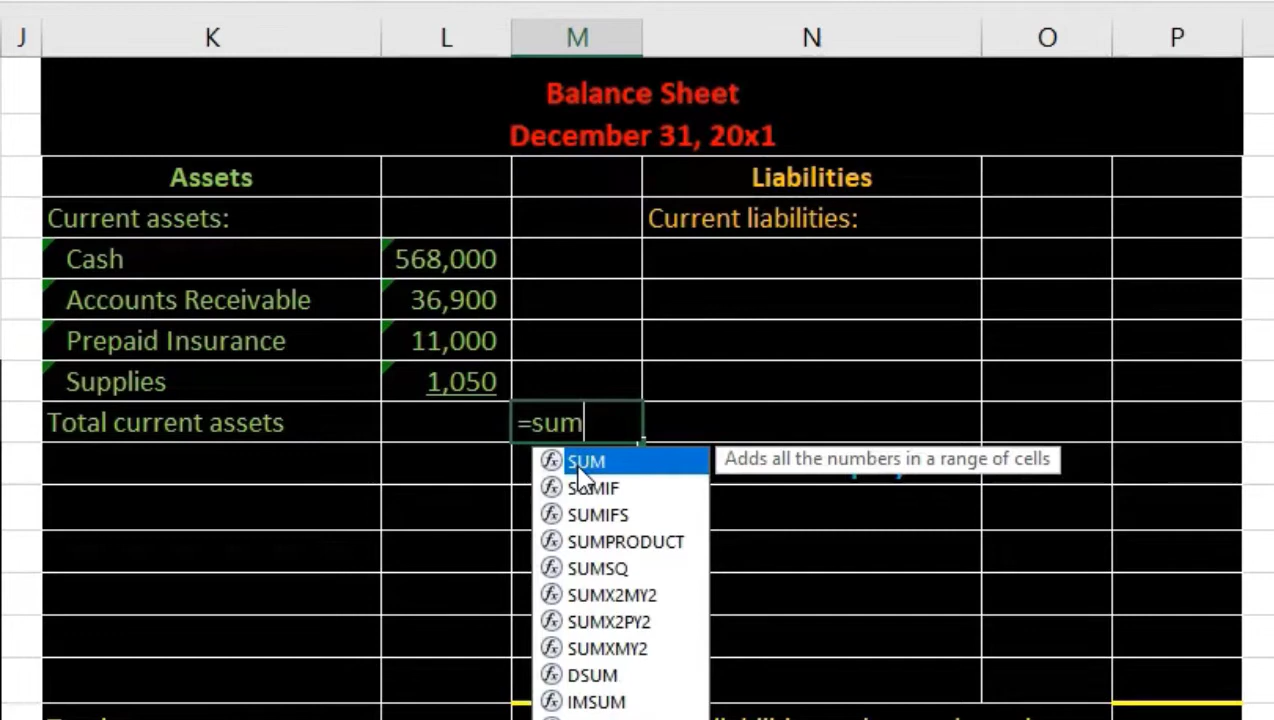 J K L M N O P
Balance Sheet
December 31, 20x1
Assets Liabilities
Current assets: Current liabilities:
Cash 568,000
Accounts Receivable 36,900
Prepaid Insurance 11,000
Supplies 1,050
Total current assets =sum
SUM Adds all the numbers in a range of cells
SUMIF
SUMIFS
SUMPRODUCT
SUMSQ
SUMX2MY2
SUMX2PY2
SUMXMY2
DSUM
IMSUM